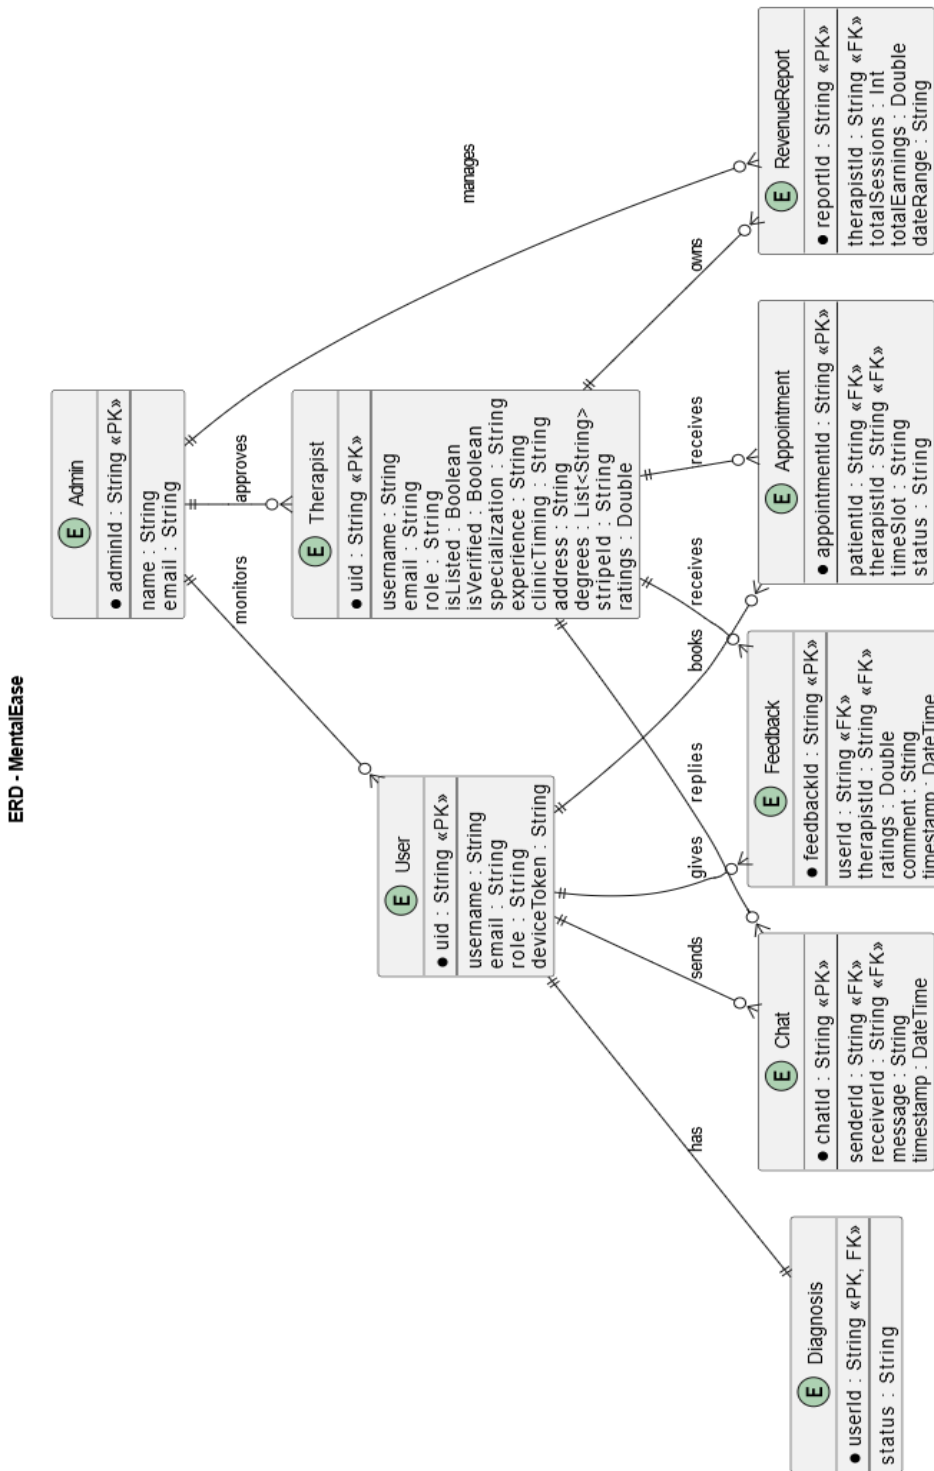 ERD - MentalEase
E Admin
● adminId : String «PK»
name : String
email : String
monitors
approves
manages
E User
● uid : String «PK»
username : String
email : String
role : String
deviceToken : String
E Therapist
● uid : String «PK»
username : String
email : String
role : String
isListed : Boolean
isVerified : Boolean
specialization : String
experience : String
clinicTiming : String
address : String
degrees : List<String>
stripeId : String
ratings : Double
has
sends
gives
replies
books
receives
receives
owns
E Diagnosis
● userId : String «PK, FK»
status : String
E Chat
● chatId : String «PK»
senderId : String «FK»
receiverId : String «FK»
message : String
timestamp : DateTime
E Feedback
● feedbackId : String «PK»
userId : String «FK»
therapistId : String «FK»
ratings : Double
comment : String
timestamp : DateTime
E Appointment
● appointmentId : String «PK»
patientId : String «FK»
therapistId : String «FK»
timeSlot : String
status : String
E RevenueReport
● reportId : String «PK»
therapistId : String «FK»
totalSessions : Int
totalEarnings : Double
dateRange : String